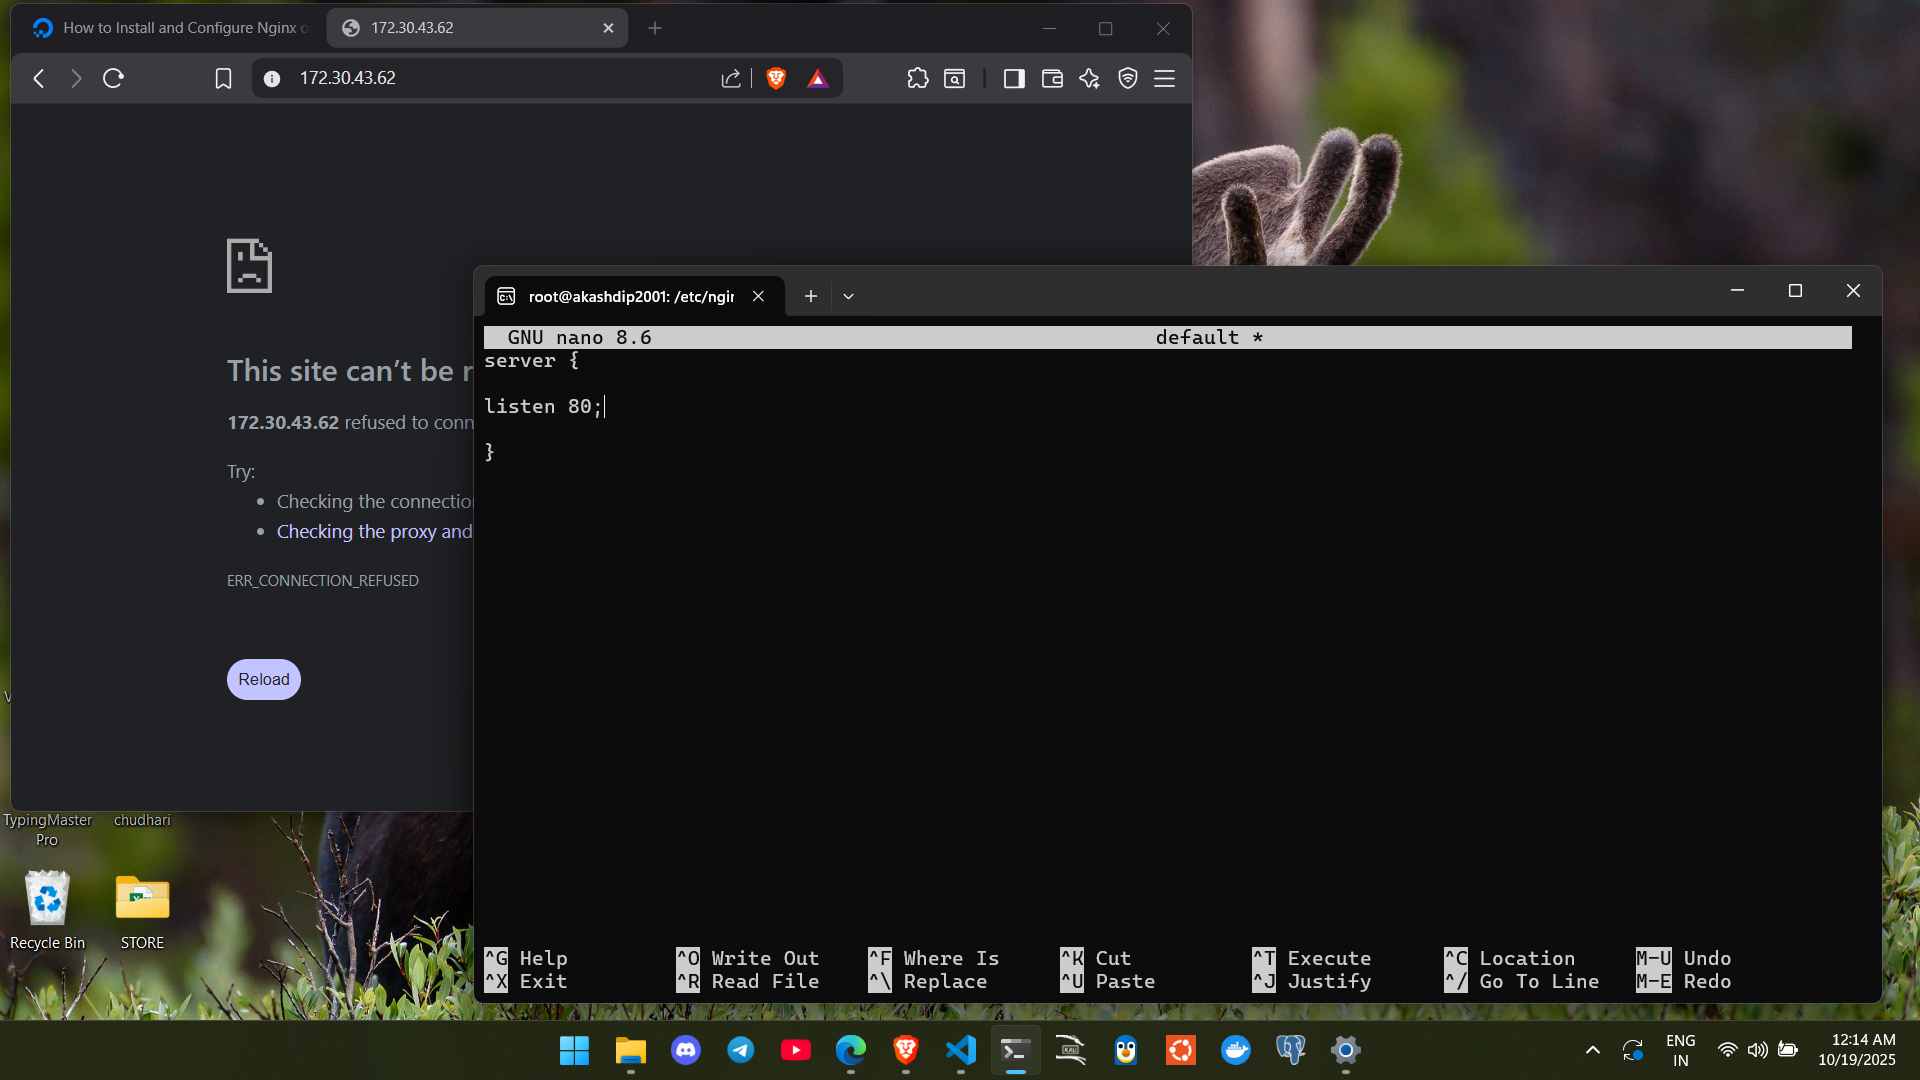 How to Install and Configure Nginx o
172.30.43.62
172.30.43.62
This site can't be r
172.30.43.62 refused to conn
Try:
Checking the connectio
Checking the proxy and
ERR_CONNECTION_REFUSED
Reload
root@akashdip2001: /etc/ngin
GNU nano 8.6 default *
server {
listen 80;
}
^G Help ^O Write Out ^F Where Is ^K Cut ^T Execute ^C Location M-U Undo
^X Exit ^R Read File ^\ Replace ^U Paste ^J Justify ^/ Go To Line M-E Redo
V
TypingMaster
Pro
chudhari
Recycle Bin
STORE
ENG
IN
12:14 AM
10/19/2025